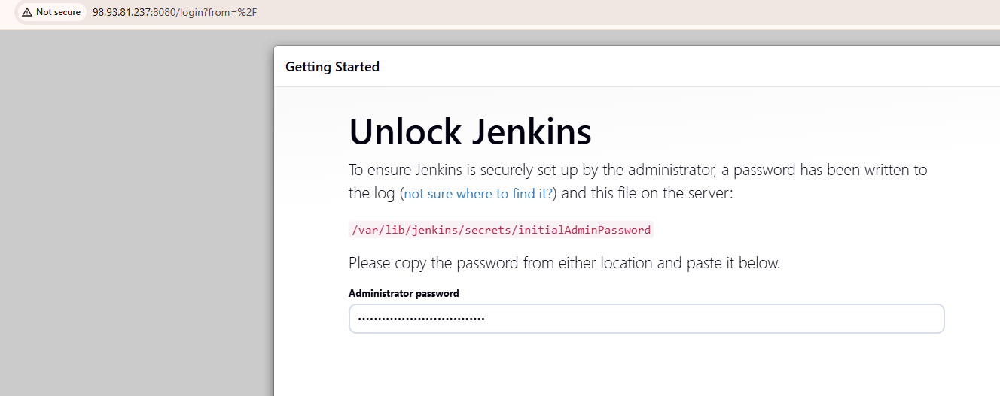 Not secure 98.93.81.237:8080/login?from=%2F
Getting Started
Unlock Jenkins
To ensure Jenkins is securely set up by the administrator, a password has been written to
the log (not sure where to find it?) and this file on the server:
/var/lib/jenkins/secrets/initialAdminPassword
Please copy the password from either location and paste it below.
Administrator password
••••••••••••••••••••••••••••••••